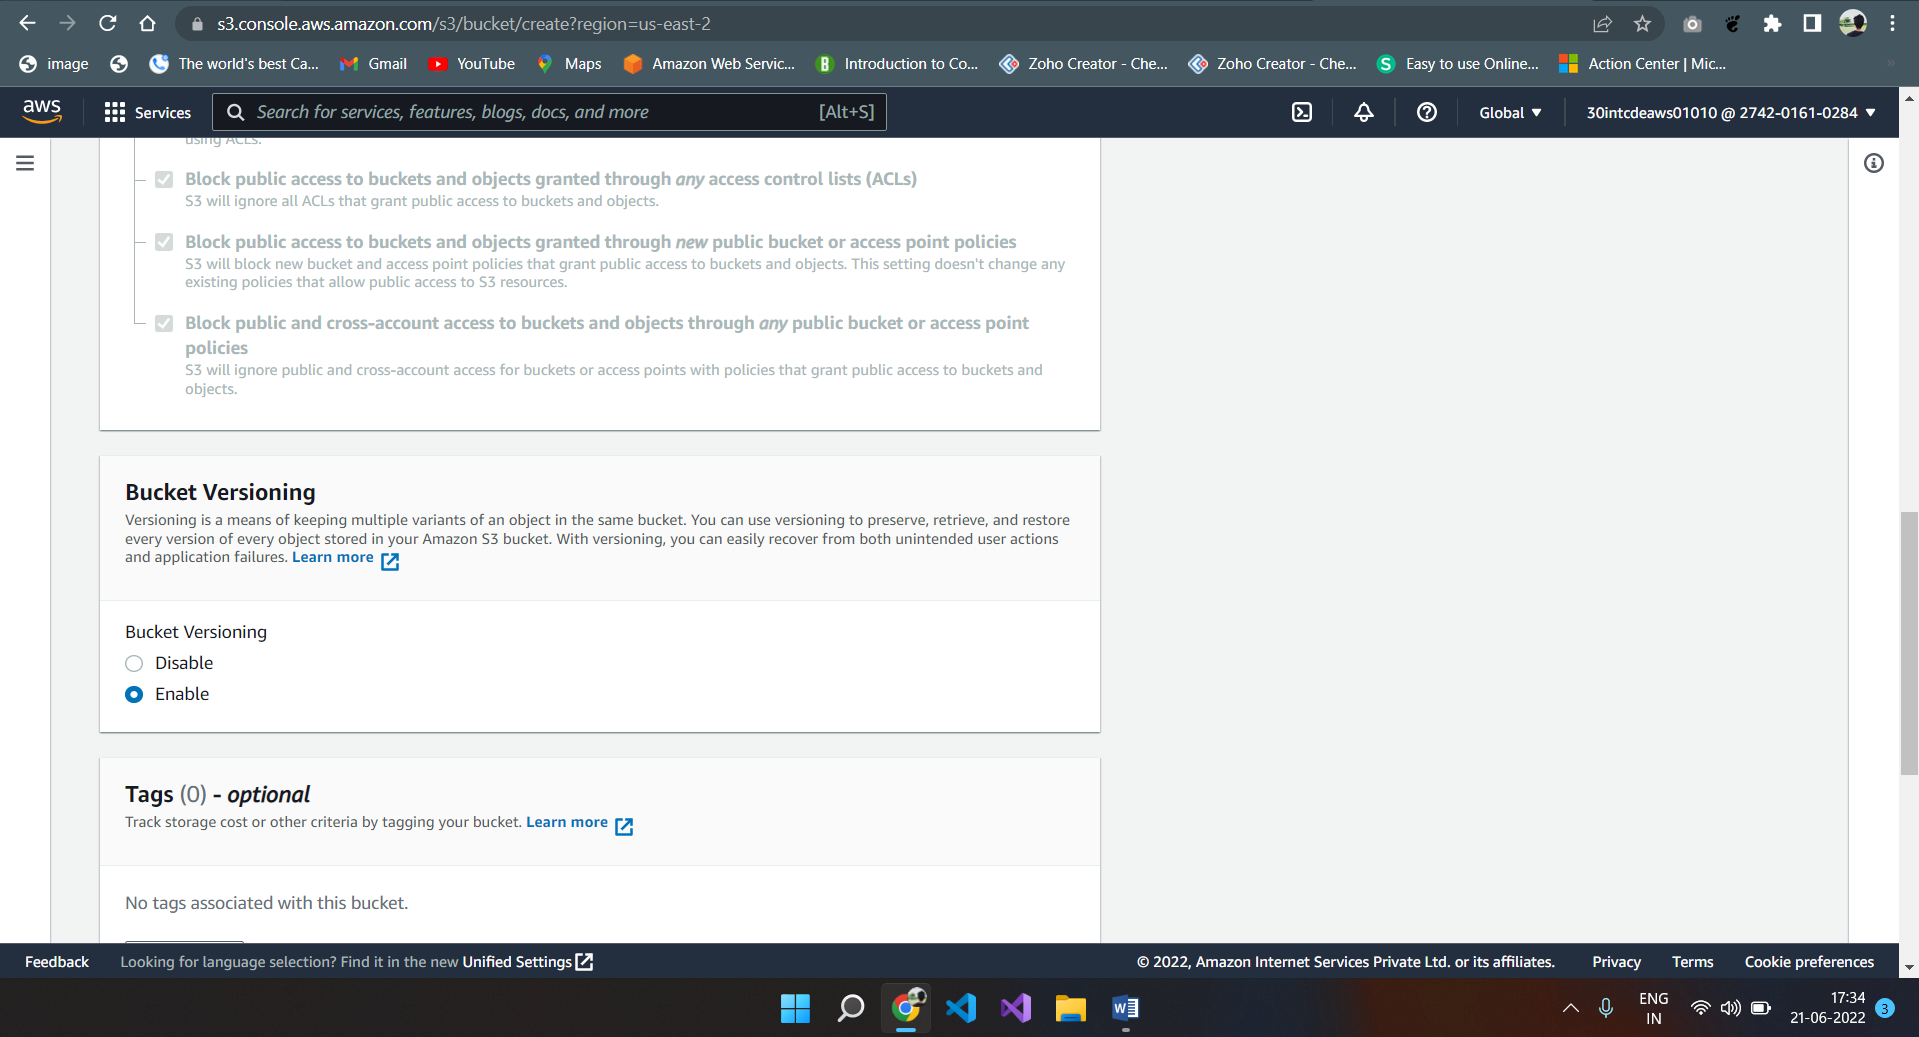 s3.console.aws.amazon.com/s3/bucket/create?region=us-east-2
image
The world's best Ca...
Gmail
YouTube
Maps
Amazon Web Servic...
Introduction to Co...
Zoho Creator - Che...
Zoho Creator - Che...
Easy to use Online...
Action Center | Mic...
aws
Services
Search for services, features, blogs, docs, and more
[Alt+S]
Global
30intcdeaws01010 @ 2742-0161-0284
using ACLs.
Block public access to buckets and objects granted through any access control lists (ACLs)
S3 will ignore all ACLs that grant public access to buckets and objects.
Block public access to buckets and objects granted through new public bucket or access point policies
S3 will block new bucket and access point policies that grant public access to buckets and objects. This setting doesn't change any
existing policies that allow public access to S3 resources.
Block public and cross-account access to buckets and objects through any public bucket or access point
policies
S3 will ignore public and cross-account access for buckets or access points with policies that grant public access to buckets and
objects.
Bucket Versioning
Versioning is a means of keeping multiple variants of an object in the same bucket. You can use versioning to preserve, retrieve, and restore
every version of every object stored in your Amazon S3 bucket. With versioning, you can easily recover from both unintended user actions
and application failures. Learn more
Bucket Versioning
Disable
Enable
Tags (0) - optional
Track storage cost or other criteria by tagging your bucket. Learn more
No tags associated with this bucket.
Feedback
Looking for language selection? Find it in the new Unified Settings
© 2022, Amazon Internet Services Private Ltd. or its affiliates.
Privacy
Terms
Cookie preferences
ENG
IN
17:34
21-06-2022
3